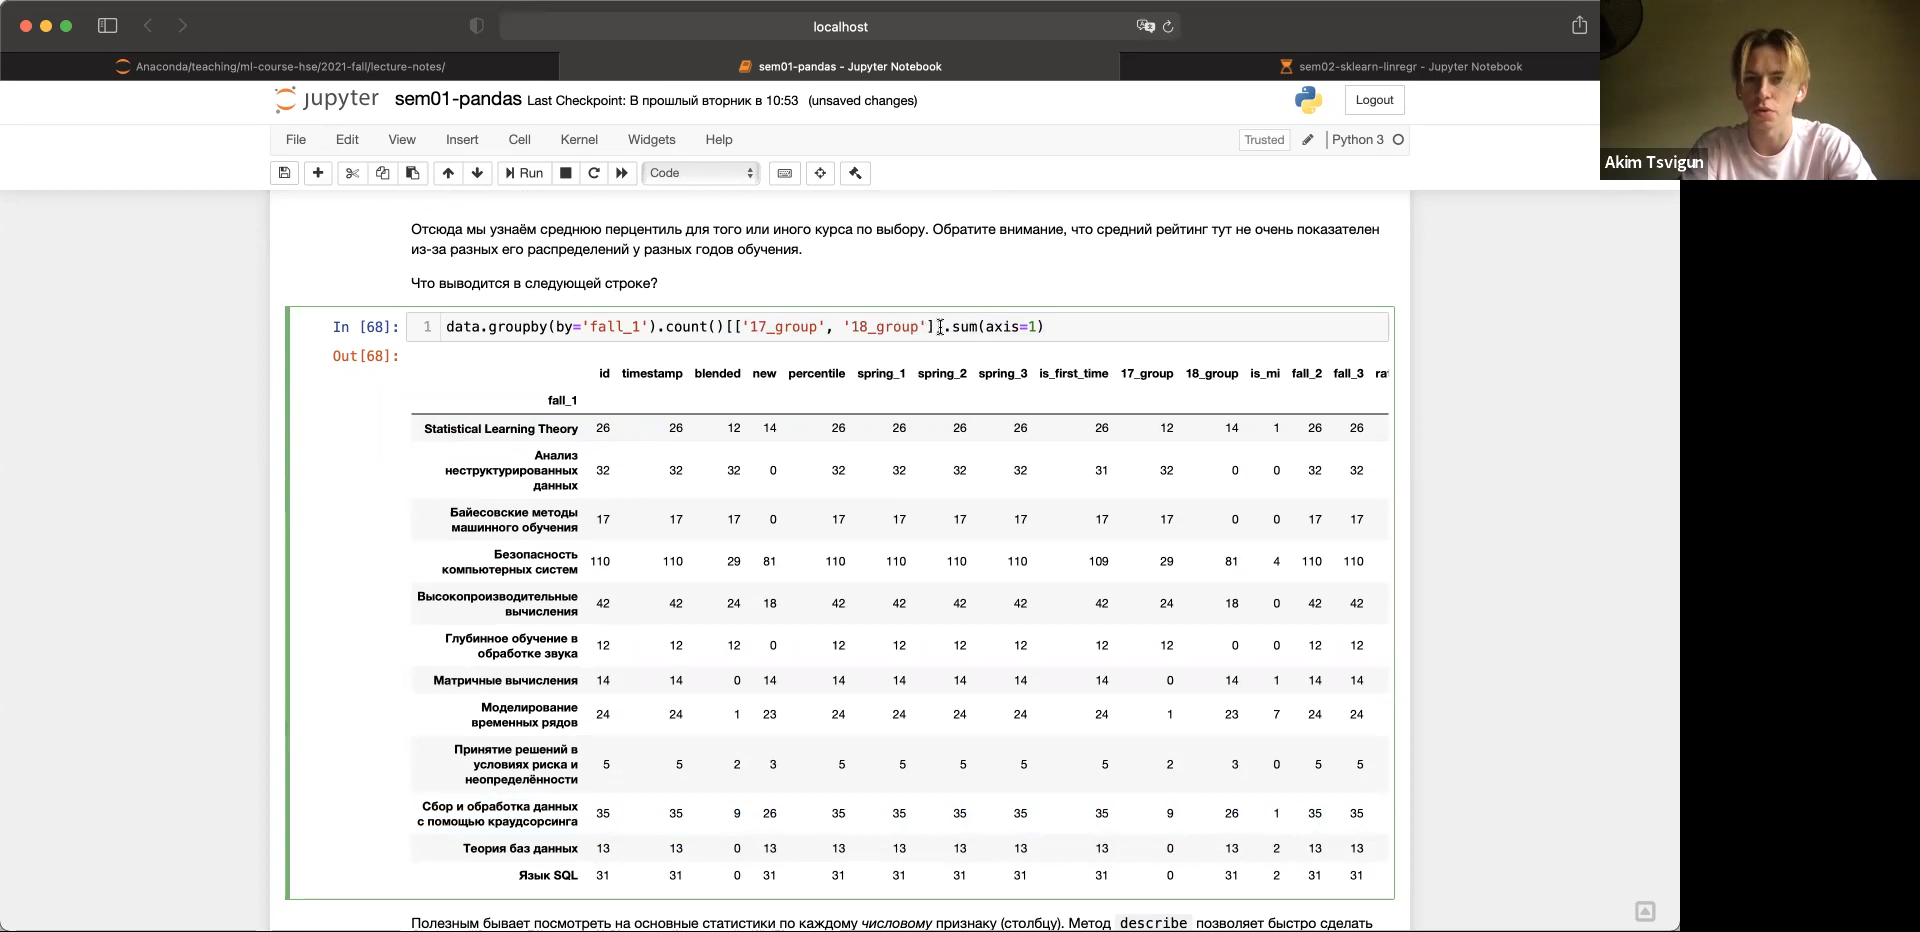 localhost
Anaconda/teaching/ml-course-hse/2021-fall/lecture-notes/
sem01-pandas - Jupyter Notebook
sem02-sklearn-linregr - Jupyter Notebook
jupyter sem01-pandas Last Checkpoint: В прошлый вторник в 10:53 (unsaved changes)
Logout
File Edit View Insert Cell Kernel Widgets Help
Trusted Python 3
Run Code
Akim Tsvigun
Отсюда мы узнаём среднюю перцентиль для того или иного курса по выбору. Обратите внимание, что средний рейтинг тут не очень показателен
из-за разных его распределений у разных годов обучения.
Что выводится в следующей строке?
In [68]: 1 data.groupby(by='fall_1').count()[['17_group', '18_group']].sum(axis=1)
Out[68]:
id timestamp blended new percentile spring_1 spring_2 spring_3 is_first_time 17_group 18_group is_mi fall_2 fall_3 rat
fall_1
Statistical Learning Theory 26 26 12 14 26 26 26 26 26 12 14 1 26 26
Анализ
неструктурированных 32 32 32 0 32 32 32 32 31 32 0 0 32 32
данных
Байесовские методы
машинного обучения 17 17 17 0 17 17 17 17 17 17 0 0 17 17
Безопасность
компьютерных систем 110 110 29 81 110 110 110 110 109 29 81 4 110 110
Высокопроизводительные
вычисления 42 42 24 18 42 42 42 42 42 24 18 0 42 42
Глубинное обучение в
обработке звука 12 12 12 0 12 12 12 12 12 12 0 0 12 12
Матричные вычисления 14 14 0 14 14 14 14 14 14 0 14 1 14 14
Моделирование
временных рядов 24 24 1 23 24 24 24 24 24 1 23 7 24 24
Принятие решений в
условиях риска и 5 5 2 3 5 5 5 5 5 2 3 0 5 5
неопределённости
Сбор и обработка данных
с помощью краудсорсинга 35 35 9 26 35 35 35 35 35 9 26 1 35 35
Теория баз данных 13 13 0 13 13 13 13 13 13 0 13 2 13 13
Язык SQL 31 31 0 31 31 31 31 31 31 0 31 2 31 31
Полезным бывает посмотреть на основные статистики по каждому числовому признаку (столбцу). Метод describe позволяет быстро сделать